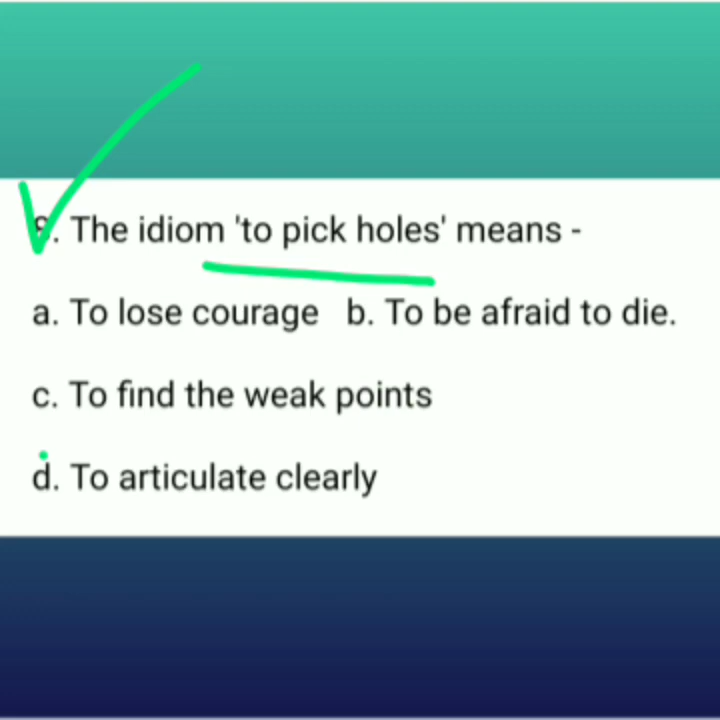 9. The idiom 'to pick holes' means -
a. To lose courage b. To be afraid to die.
c. To find the weak points
d. To articulate clearly